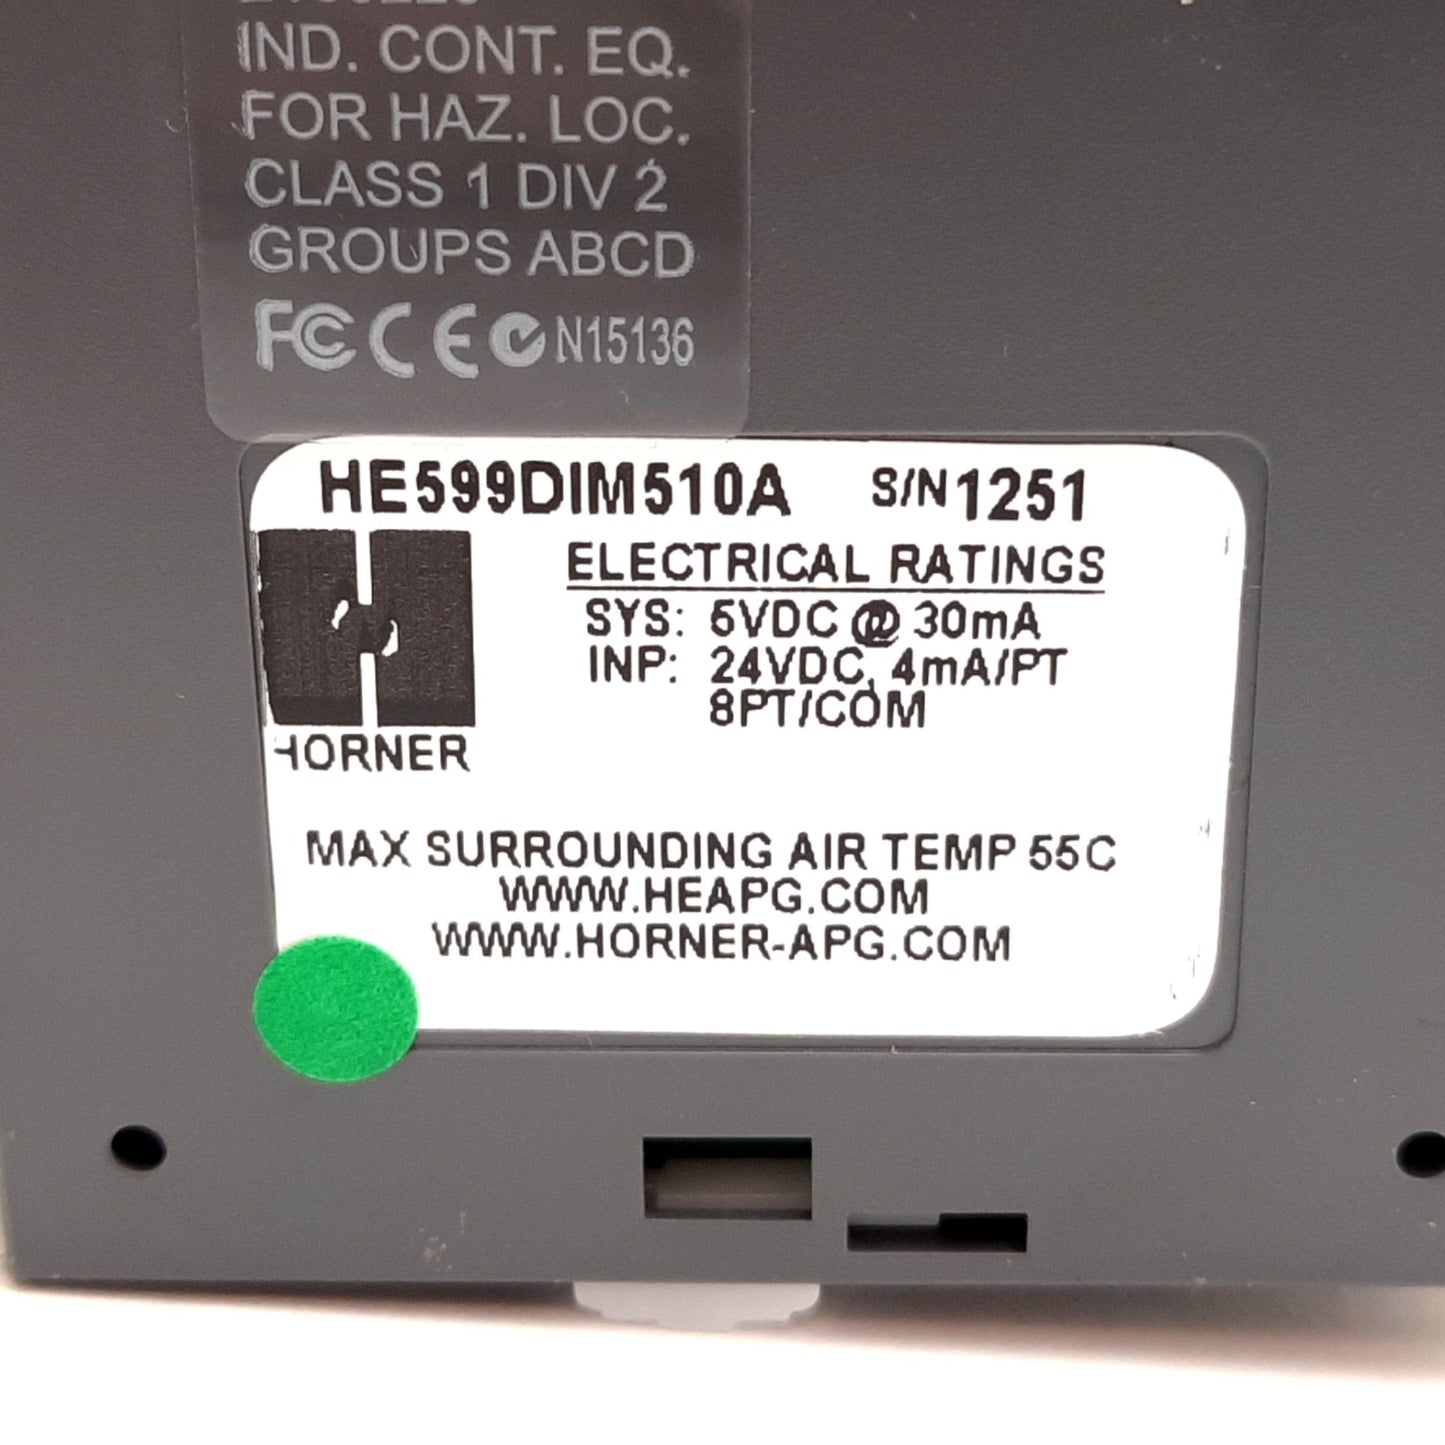 IND. CONT. EQ.
FOR HAZ. LOC.
CLASS 1 DIV 2
GROUPS ABCD
FC CE N15136
HE599DIM510A S/N 1251
ELECTRICAL RATINGS
SYS: 5VDC @ 30mA
INP: 24VDC, 4mA/PT
8PT/COM
HORNER
MAX SURROUNDING AIR TEMP 55C
WWW.HEAPG.COM
WWW.HORNER-APG.COM